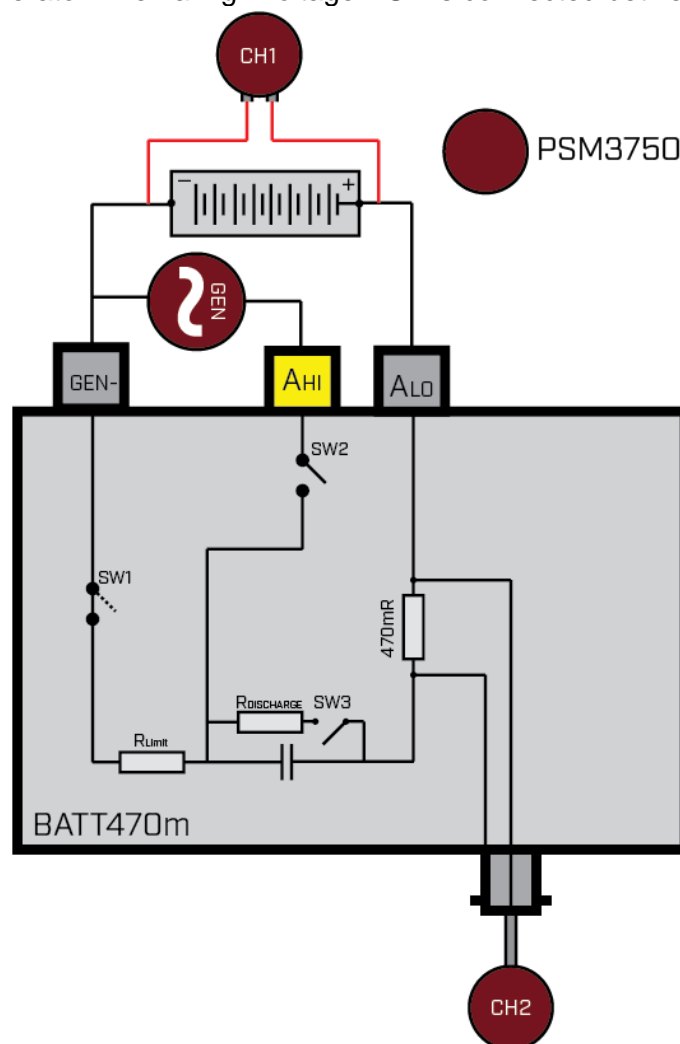 CH1
PSM3750
− +
GEN
GEN-
AHI
ALO
SW2
SW1
470mR
RDISCHARGE SW3
RLimit
BATT470m
CH2